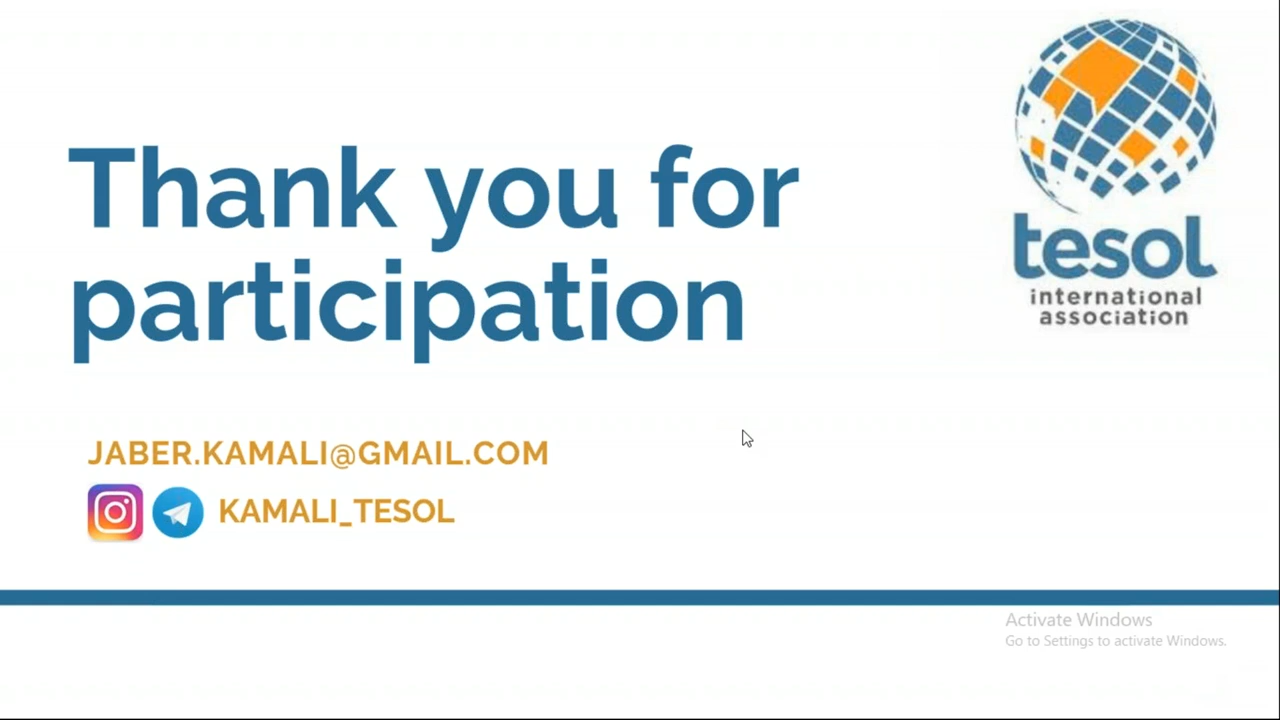 Thank you for
participation
tesol
international
association
JABER.KAMALI@GMAIL.COM
KAMALI_TESOL
Activate Windows
Go to Settings to activate Windows.